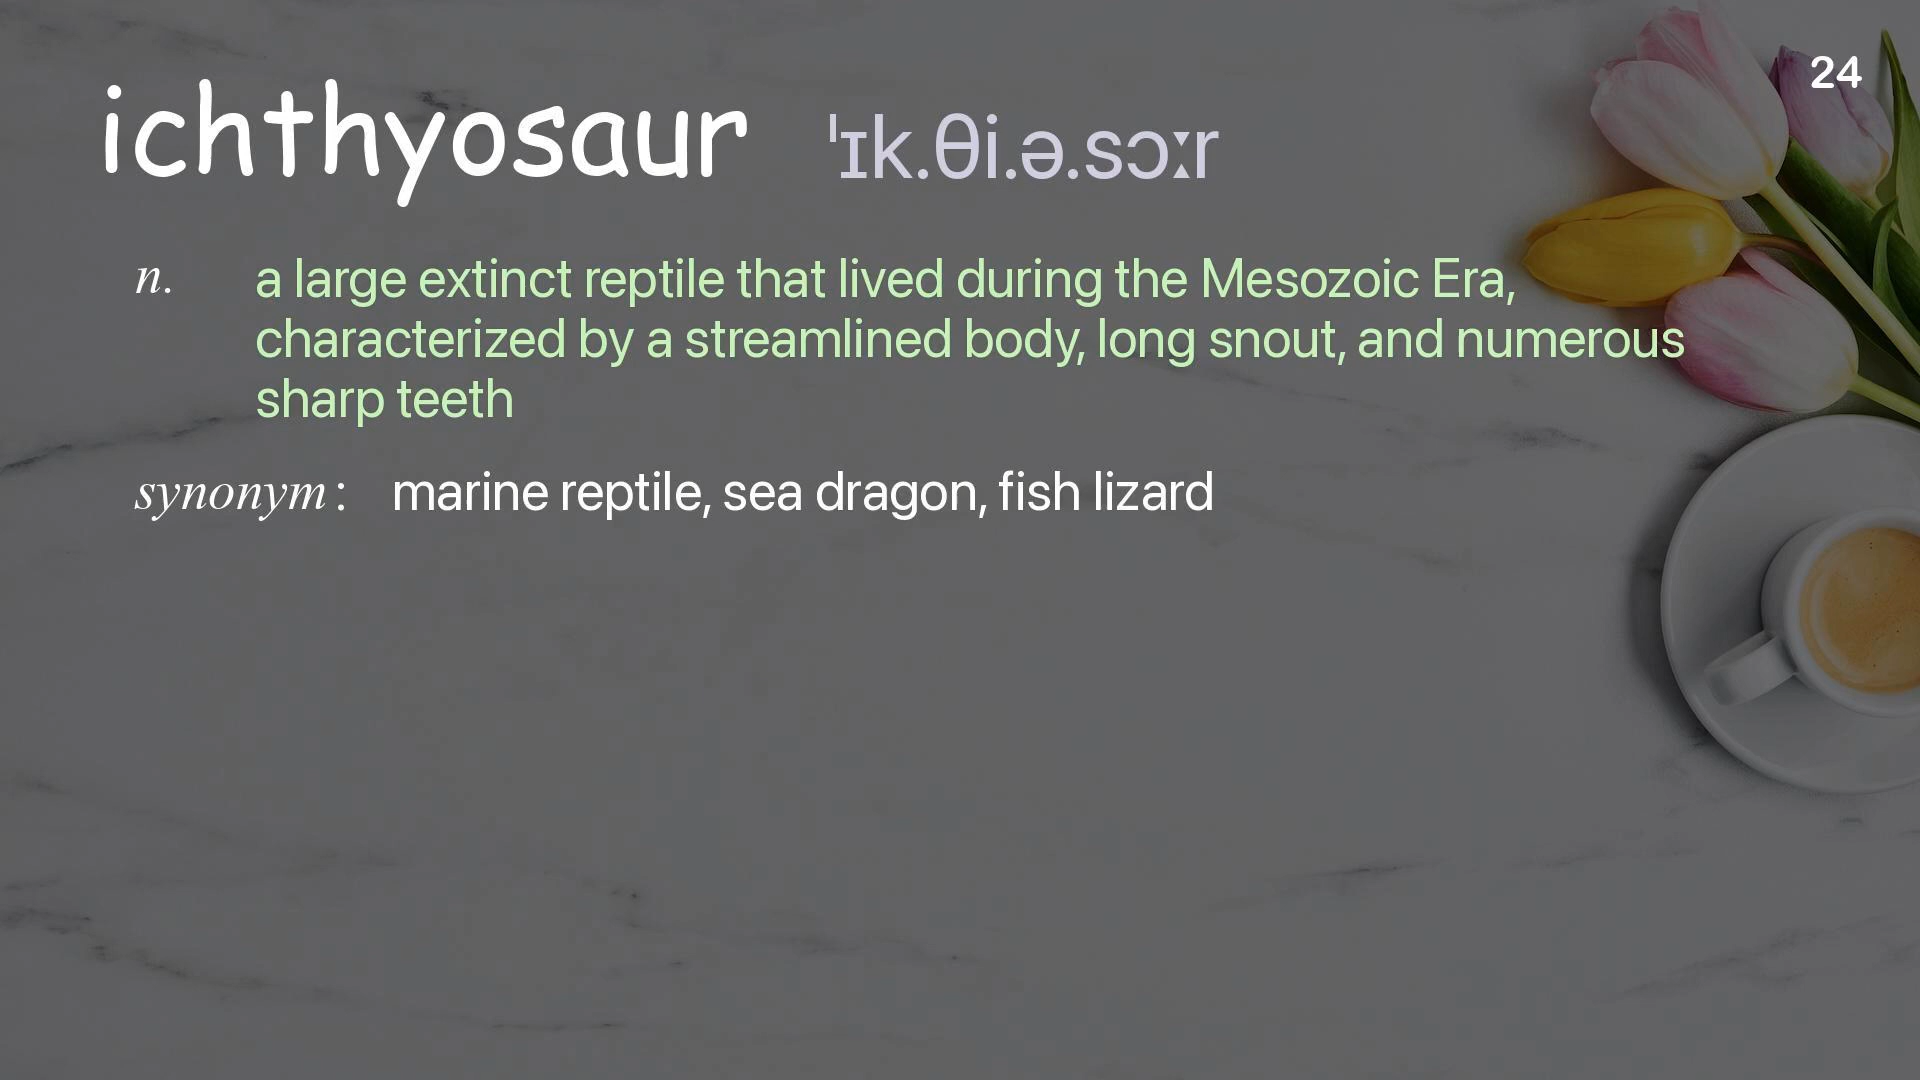 24
ichthyosaur ˈɪk.θi.ə.sɔːr
n. a large extinct reptile that lived during the Mesozoic Era,
characterized by a streamlined body, long snout, and numerous
sharp teeth
synonym : marine reptile, sea dragon, fish lizard